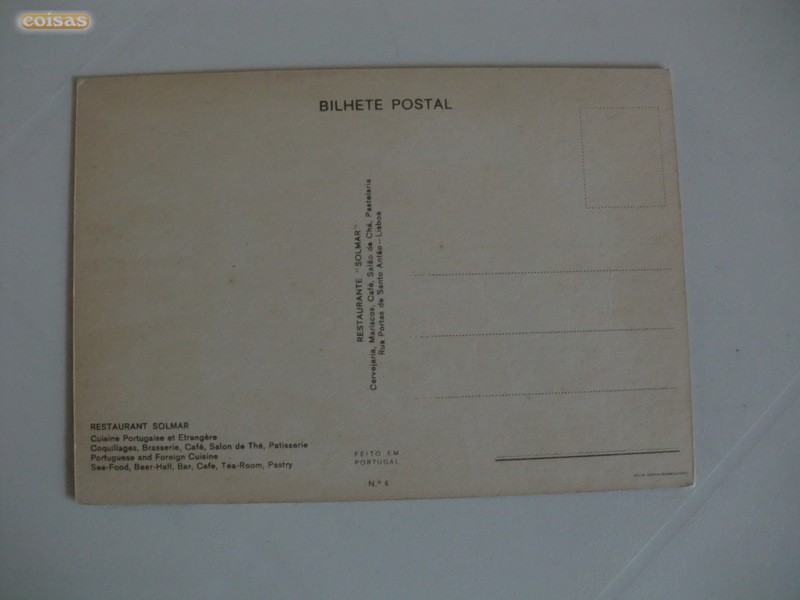 coisas
BILHETE POSTAL
RESTAURANTE "SOLMAR"
Cervejaria, Mariscos, Café, Salão de Chá, Pastelaria
Rua Portas de Santo Antão - Lisboa
RESTAURANT SOLMAR
Cuisine Portugaise et Etrangère
Coquillages, Brasserie, Café, Salon de Thé, Patisserie
Portuguese and Foreign Cuisine
Sea-Food, Beer-Hall, Bar, Cafe, Tea-Room, Pastry
FEITO EM
PORTUGAL
N.º 4